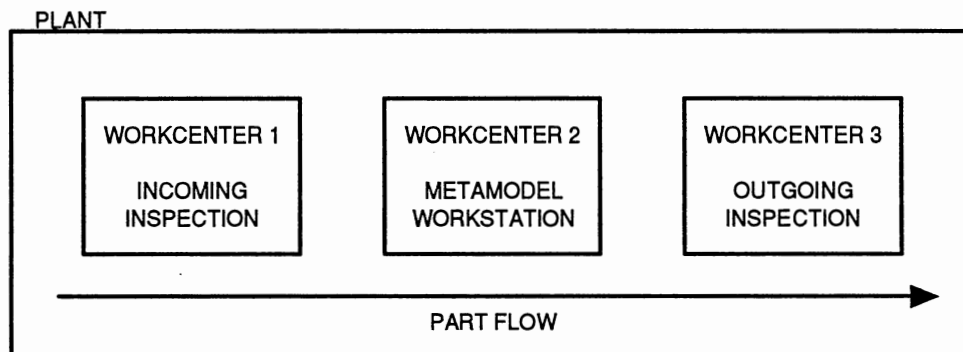 PLANT
WORKCENTER 1
INCOMING
INSPECTION
WORKCENTER 2
METAMODEL
WORKSTATION
WORKCENTER 3
OUTGOING
INSPECTION
PART FLOW